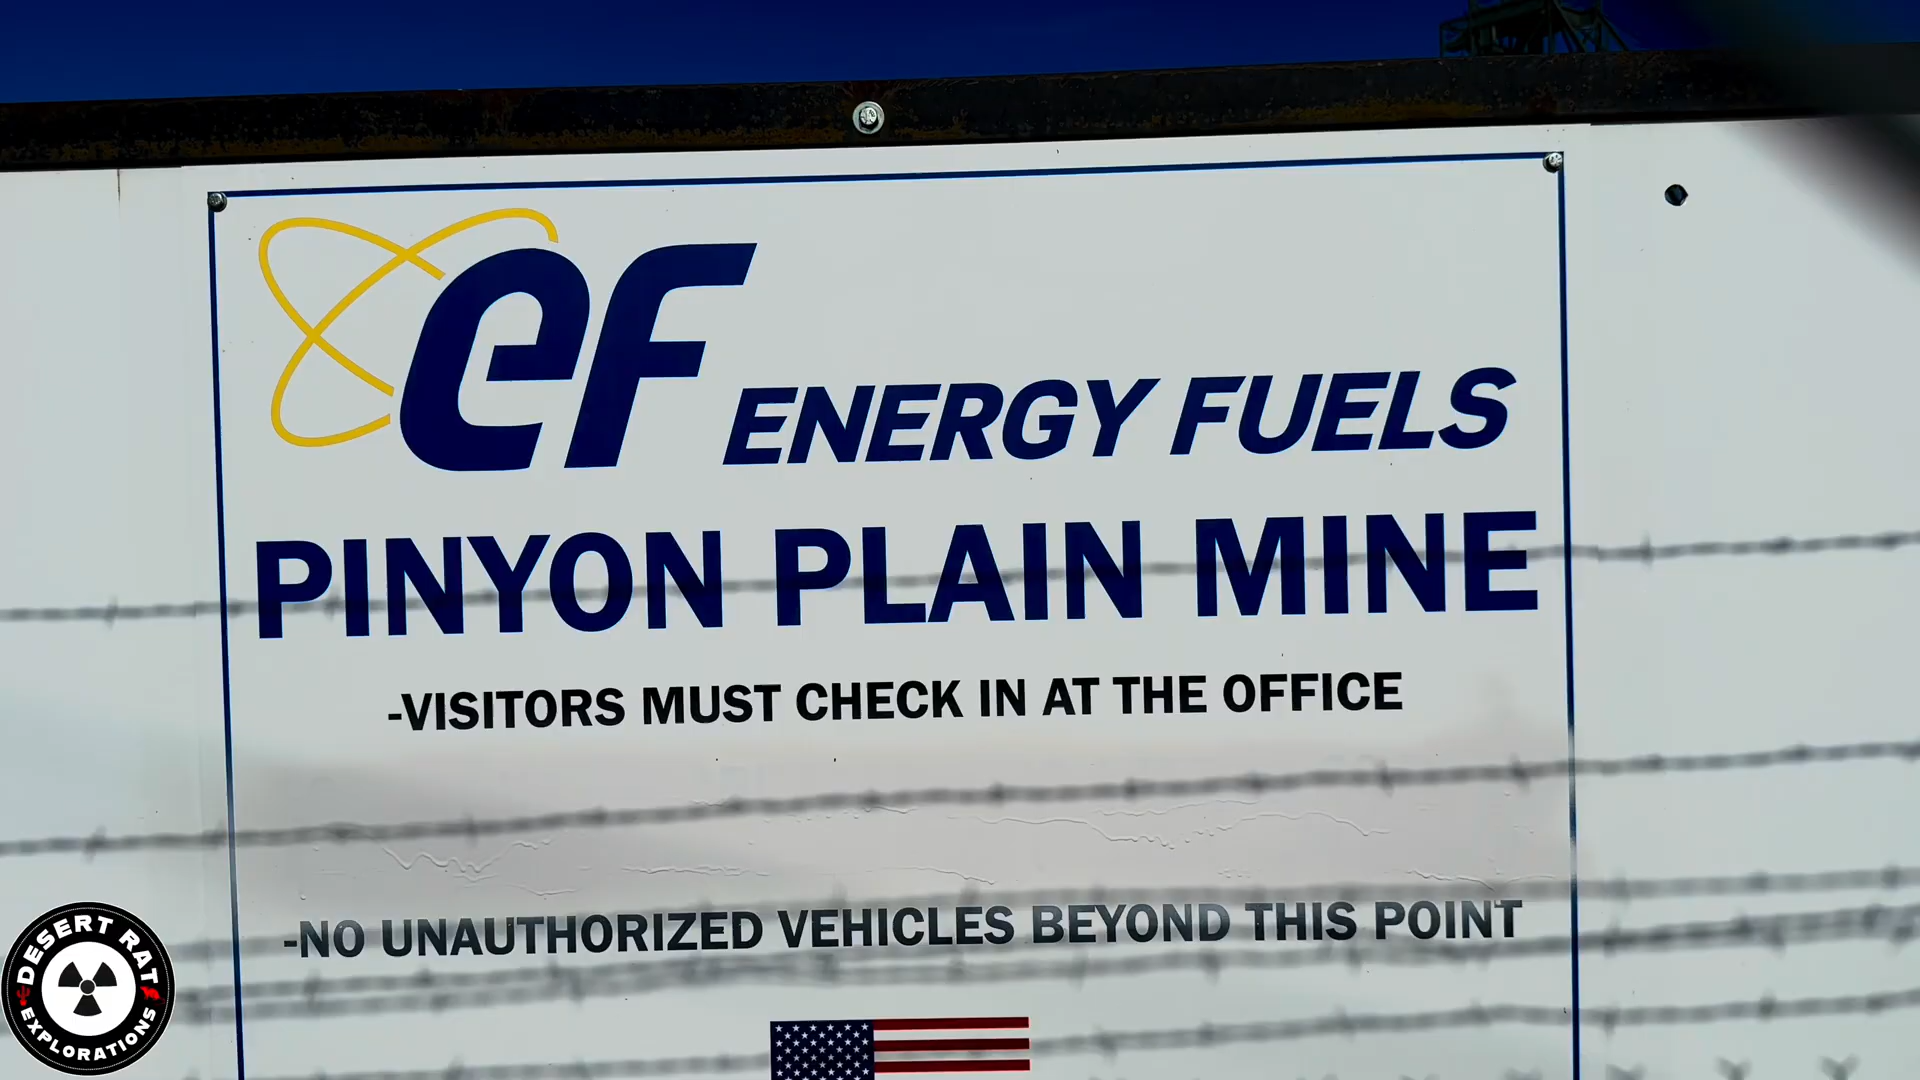 ef ENERGY FUELS
PINYON PLAIN MINE
-VISITORS MUST CHECK IN AT THE OFFICE
-NO UNAUTHORIZED VEHICLES BEYOND THIS POINT
DESERT RAT
EXPLORATIONS